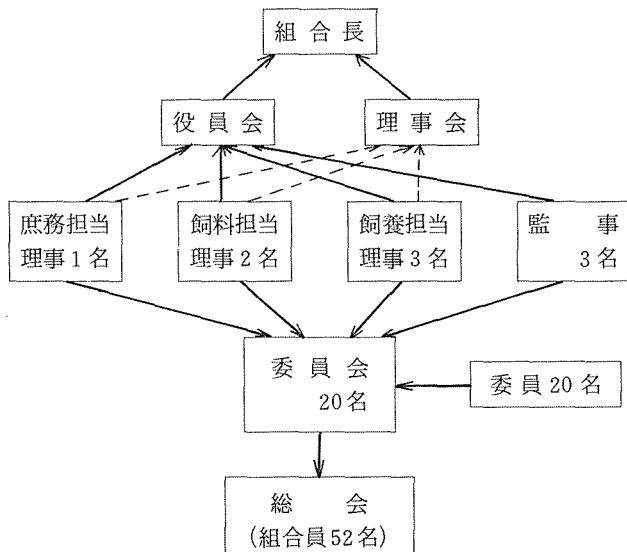 組合長
役員会
理事会
庶務担当
理事1名
飼料担当
理事2名
飼養担当
理事3名
監事
3名
委員会
20名
委員20名
総会
(組合員52名)